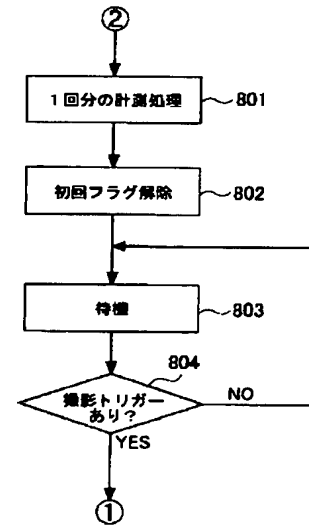 ②
1回分の計測処理
801
初回フラグ解除
802
待機
803
804
撮影トリガー
あり?
NO
YES
①